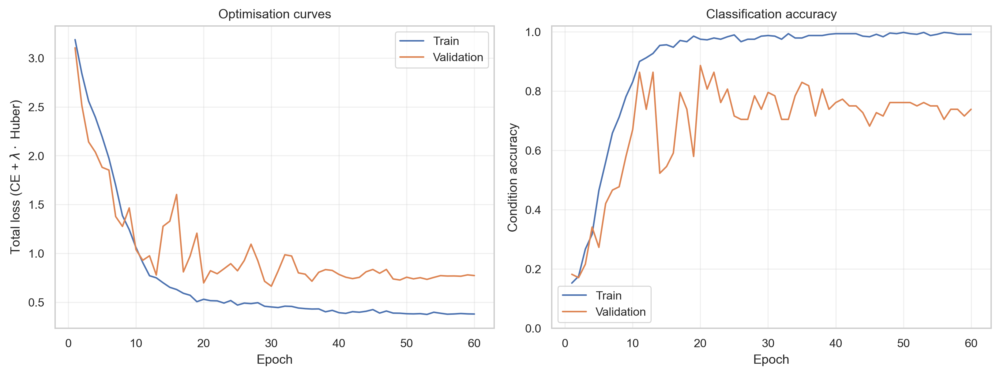 Optimisation curves
Total loss (CE + λ · Huber)
3.0
2.5
2.0
1.5
1.0
0.5
Train
Validation
0 10 20 30 40 50 60
Epoch
Classification accuracy
Condition accuracy
1.0
0.8
0.6
0.4
0.2
0.0
Train
Validation
0 10 20 30 40 50 60
Epoch